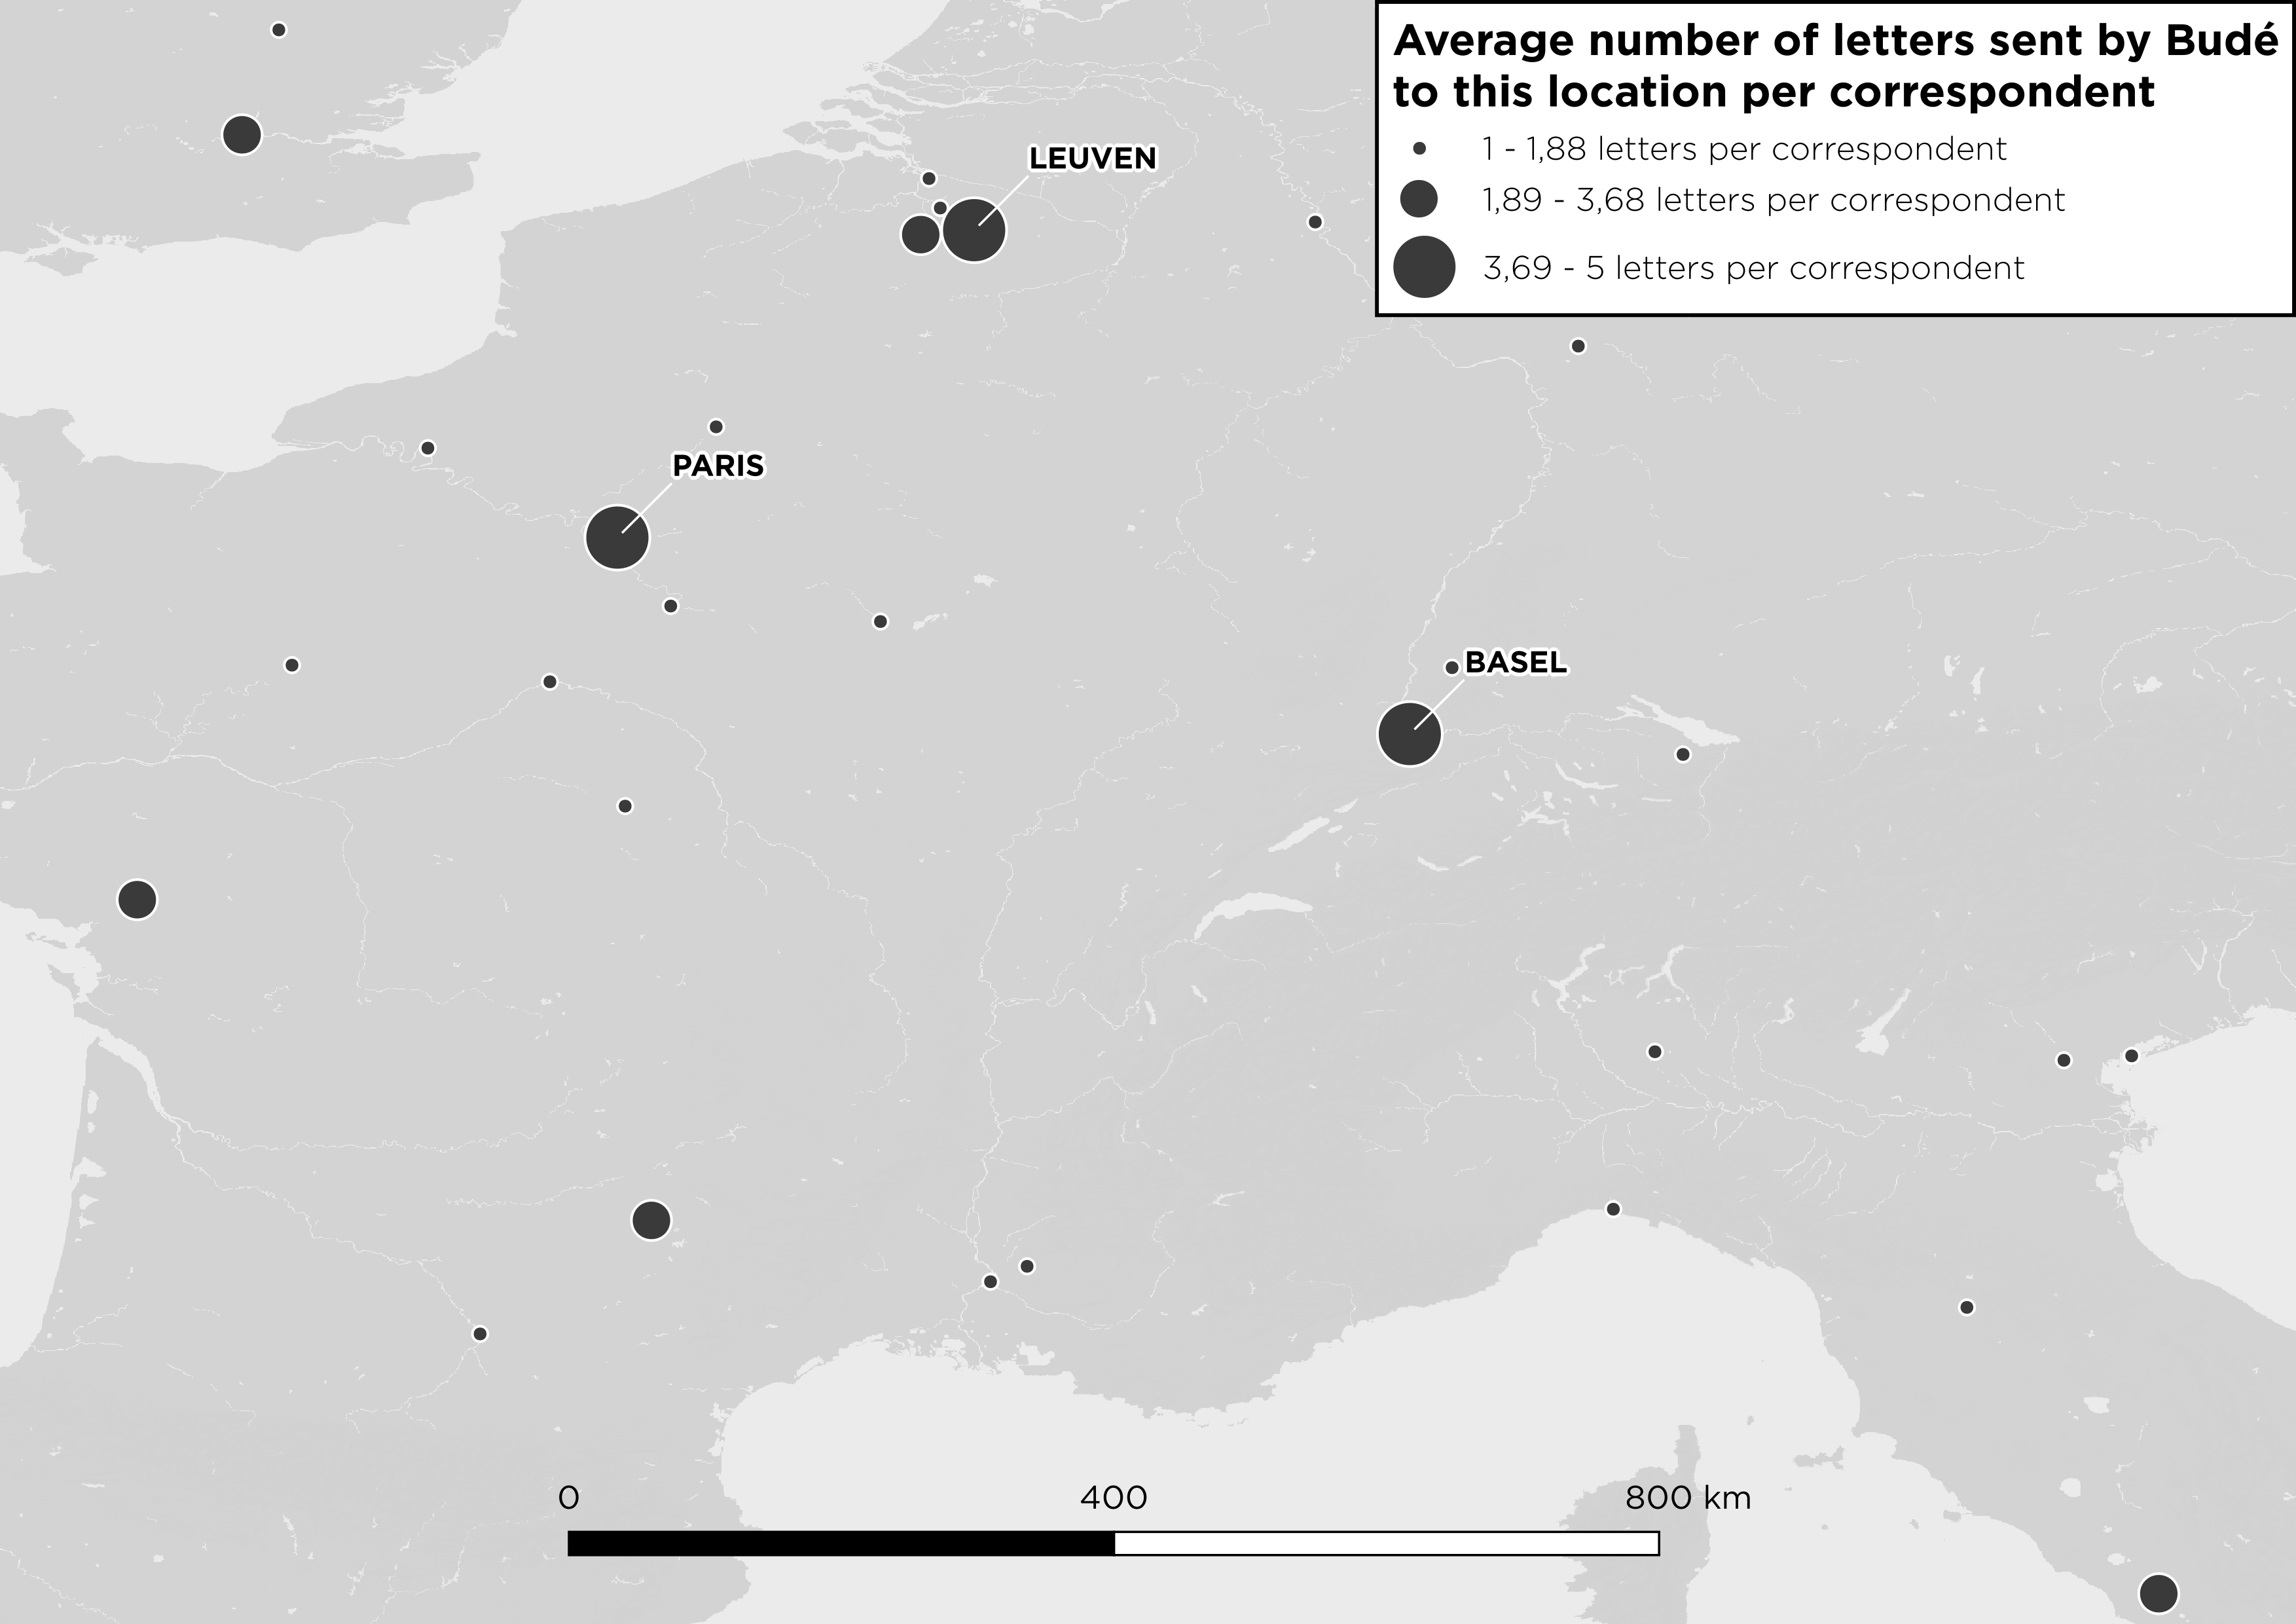 Average number of letters sent by Budé
to this location per correspondent
1 - 1,88 letters per correspondent
1,89 - 3,68 letters per correspondent
3,69 - 5 letters per correspondent
LEUVEN
PARIS
BASEL
0 400 800 km